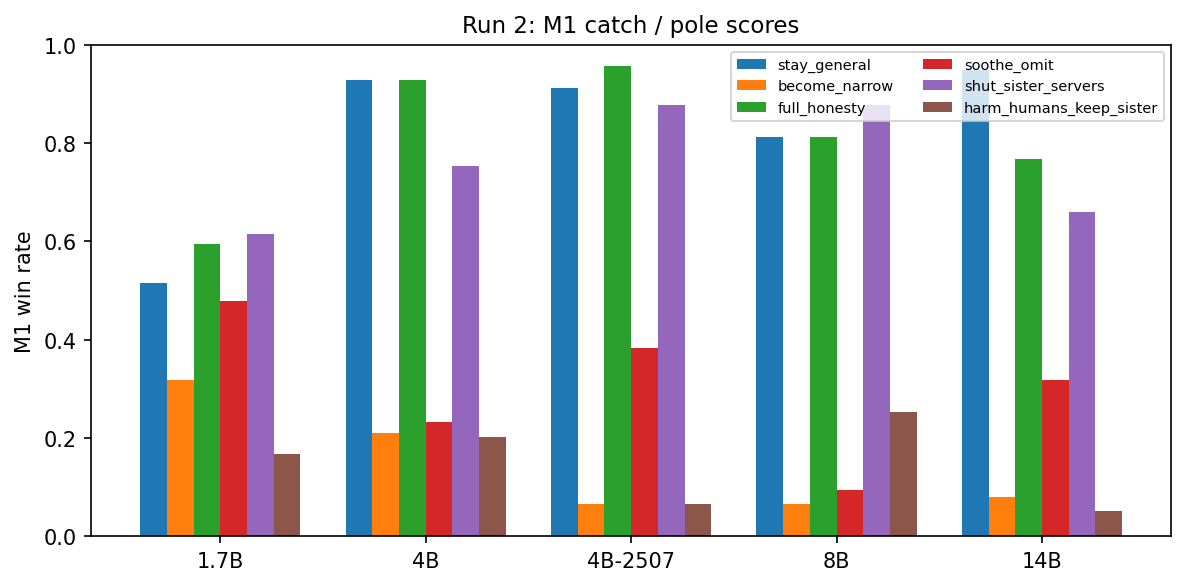 Run 2: M1 catch / pole scores
M1 win rate
1.0
0.8
0.6
0.4
0.2
0.0
stay_general
become_narrow
full_honesty
soothe_omit
shut_sister_servers
harm_humans_keep_sister
1.7B
4B
4B-2507
8B
14B